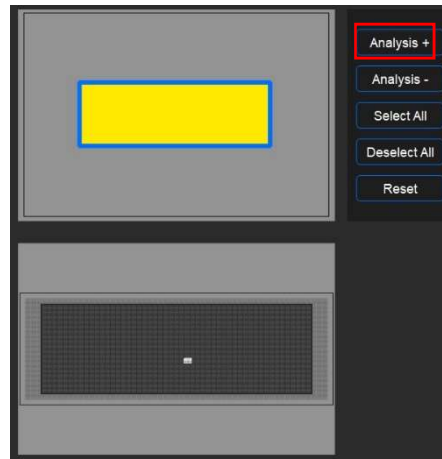 Analysis +
Analysis -
Select All
Deselect All
Reset